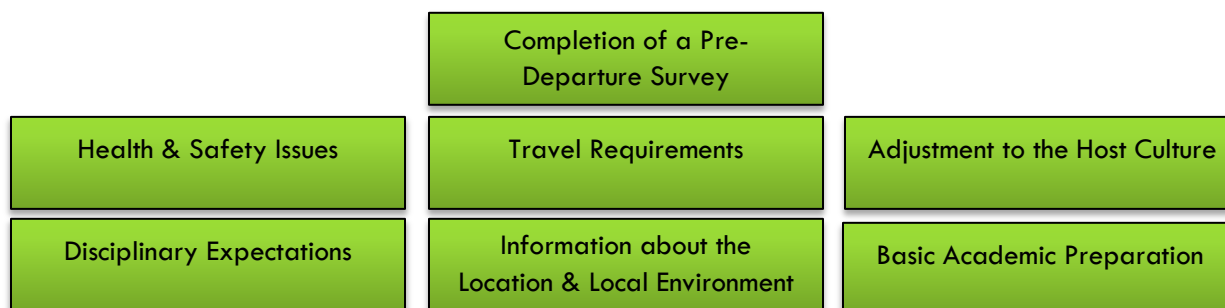 Completion of a Pre-
Departure Survey
Health & Safety Issues
Travel Requirements
Adjustment to the Host Culture
Disciplinary Expectations
Information about the
Location & Local Environment
Basic Academic Preparation